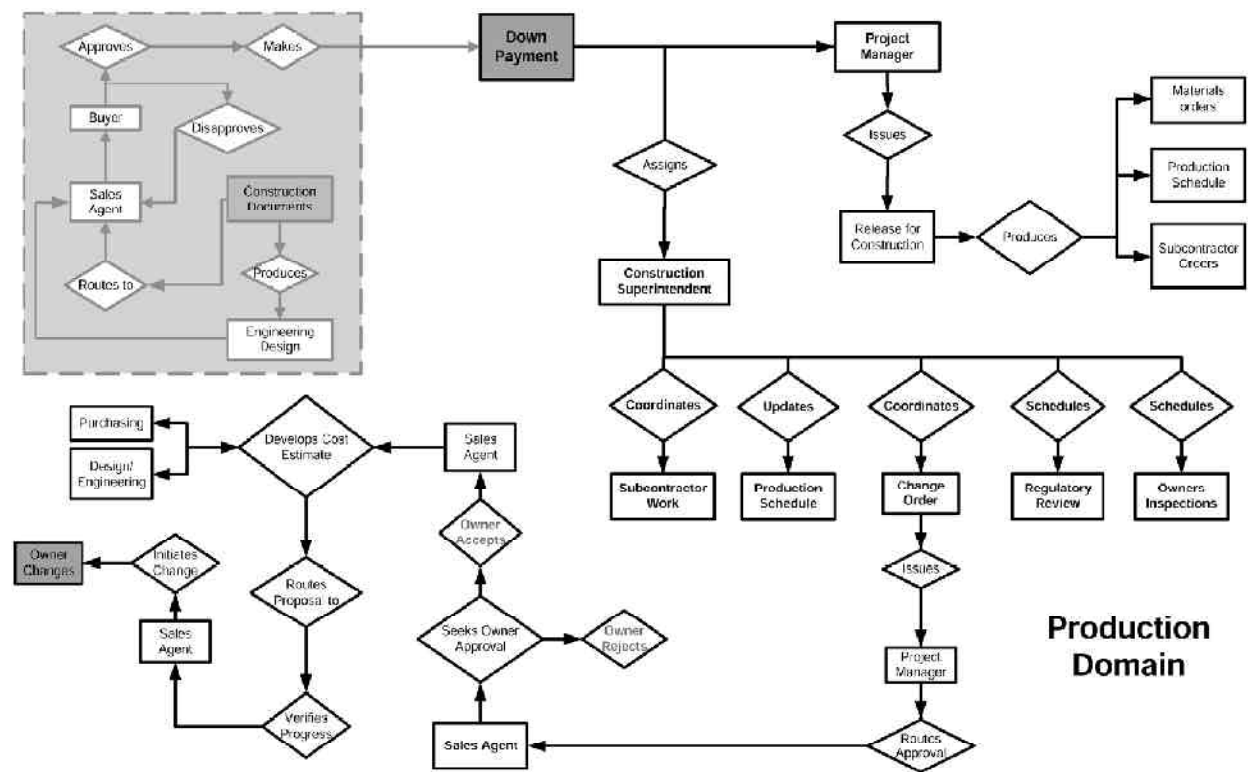 Approves
Makes
Down
Payment
Project
Manager
Materials
orders
Buyer
Disapproves
Issues
Assigns
Production
Schedule
Sales
Agent
Construction
Documents
Release for
Construction
Produces
Subcontractor
Orders
Routes to
Produces
Construction
Superintendent
Engineering
Design
Coordinates
Updates
Coordinates
Schedules
Schedules
Purchasing
Develops Cost
Estimate
Sales
Agent
Design/
Engineering
Subcontractor
Work
Production
Schedule
Change
Order
Regulatory
Review
Owners
Inspections
Owner
Accepts
Owner
Changes
Initiates
Change
Issues
Routes
Proposal to
Sales
Agent
Seeks Owner
Approval
Owner
Rejects
Production
Domain
Project
Manager
Verifies
Progress
Sales Agent
Routes
Approval